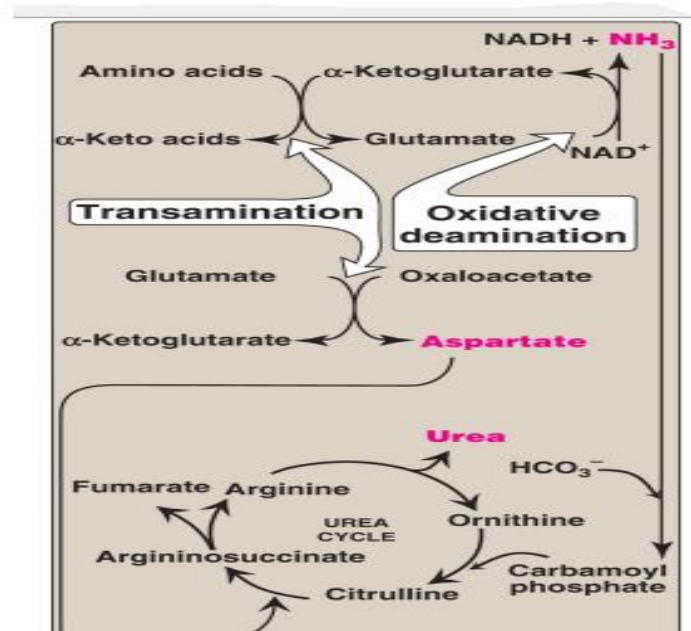 NADH + NH₃
Amino acids
α-Ketoglutarate
α-Keto acids
Glutamate
NAD⁺
Transamination
Oxidative
deamination
Glutamate
Oxaloacetate
α-Ketoglutarate
Aspartate
Urea
HCO₃⁻
Fumarate
Arginine
UREA
CYCLE
Ornithine
Argininosuccinate
Citrulline
Carbamoyl
phosphate